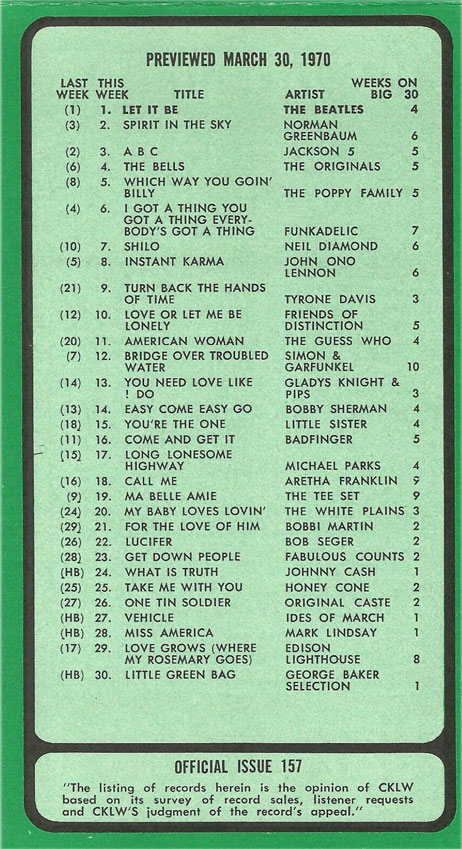 PREVIEWED MARCH 30, 1970
LAST THIS WEEKS ON
WEEK WEEK TITLE ARTIST BIG 30
(1) 1. LET IT BE THE BEATLES 4
(3) 2. SPIRIT IN THE SKY NORMAN
GREENBAUM 6
(2) 3. A B C JACKSON 5 5
(6) 4. THE BELLS THE ORIGINALS 5
(8) 5. WHICH WAY YOU GOIN'
BILLY THE POPPY FAMILY 5
(4) 6. I GOT A THING YOU
GOT A THING EVERY-
BODY'S GOT A THING FUNKADELIC 7
(10) 7. SHILO NEIL DIAMOND 6
(5) 8. INSTANT KARMA JOHN ONO
LENNON 6
(21) 9. TURN BACK THE HANDS
OF TIME TYRONE DAVIS 3
(12) 10. LOVE OR LET ME BE FRIENDS OF
LONELY DISTINCTION 5
(20) 11. AMERICAN WOMAN THE GUESS WHO 4
(7) 12. BRIDGE OVER TROUBLED SIMON &
WATER GARFUNKEL 10
(14) 13. YOU NEED LOVE LIKE GLADYS KNIGHT &
! DO PIPS 3
(13) 14. EASY COME EASY GO BOBBY SHERMAN 4
(18) 15. YOU'RE THE ONE LITTLE SISTER 4
(11) 16. COME AND GET IT BADFINGER 5
(15) 17. LONG LONESOME
HIGHWAY MICHAEL PARKS 4
(16) 18. CALL ME ARETHA FRANKLIN 9
(9) 19. MA BELLE AMIE THE TEE SET 9
(24) 20. MY BABY LOVES LOVIN' THE WHITE PLAINS 3
(29) 21. FOR THE LOVE OF HIM BOBBI MARTIN 2
(26) 22. LUCIFER BOB SEGER 2
(28) 23. GET DOWN PEOPLE FABULOUS COUNTS 2
(HB) 24. WHAT IS TRUTH JOHNNY CASH 1
(25) 25. TAKE ME WITH YOU HONEY CONE 2
(27) 26. ONE TIN SOLDIER ORIGINAL CASTE 2
(HB) 27. VEHICLE IDES OF MARCH 1
(HB) 28. MISS AMERICA MARK LINDSAY 1
(17) 29. LOVE GROWS (WHERE EDISON
MY ROSEMARY GOES) LIGHTHOUSE 8
(HB) 30. LITTLE GREEN BAG GEORGE BAKER
SELECTION 1
OFFICIAL ISSUE 157
"The listing of records herein is the opinion of CKLW
based on its survey of record sales, listener requests
and CKLW'S judgment of the record's appeal."